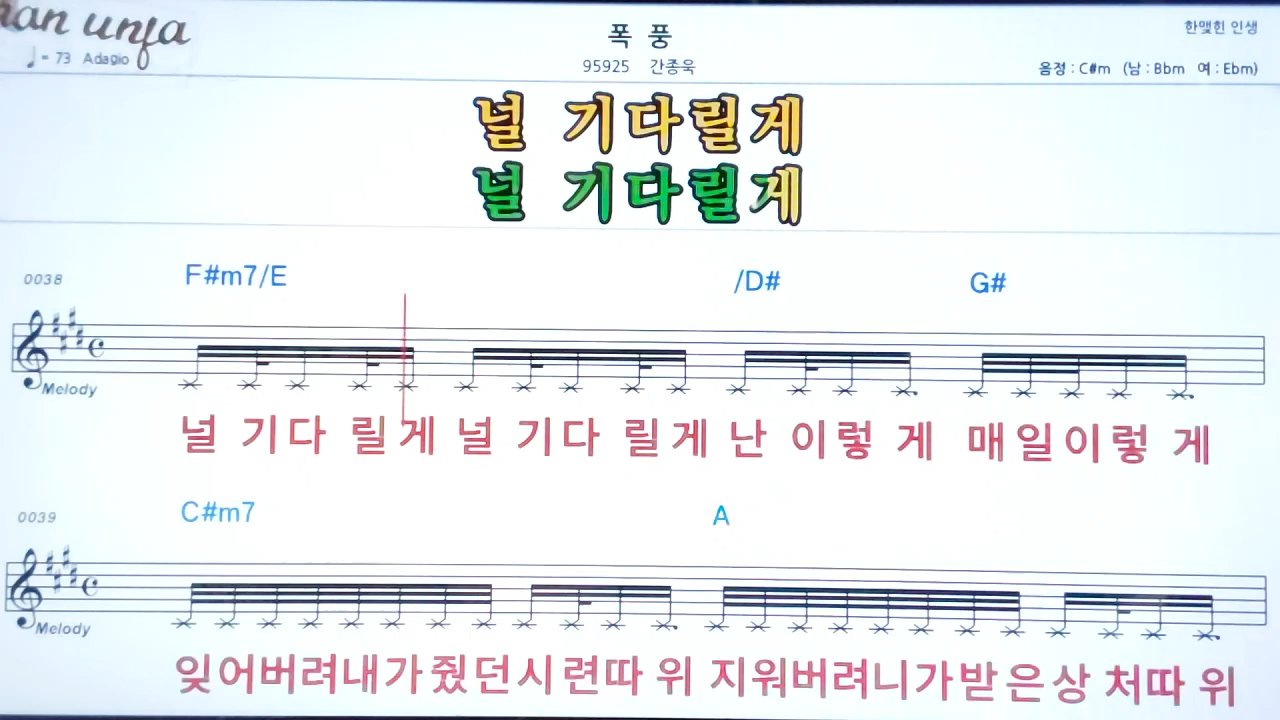 폭 풍
한맺힌 인생
♩= 73 Adagio
95925 간종욱
음정 : C#m (남 : Bbm 여 : Ebm)
널 기다릴게
널 기다릴게
0038 F#m7/E /D# G#
Melody
널 기다 릴게 널 기다 릴게 난 이렇 게 매일이렇 게
0039 C#m7 A
Melody
잊어버려내가줬던시련따 위 지워버려니가받은상 처따 위